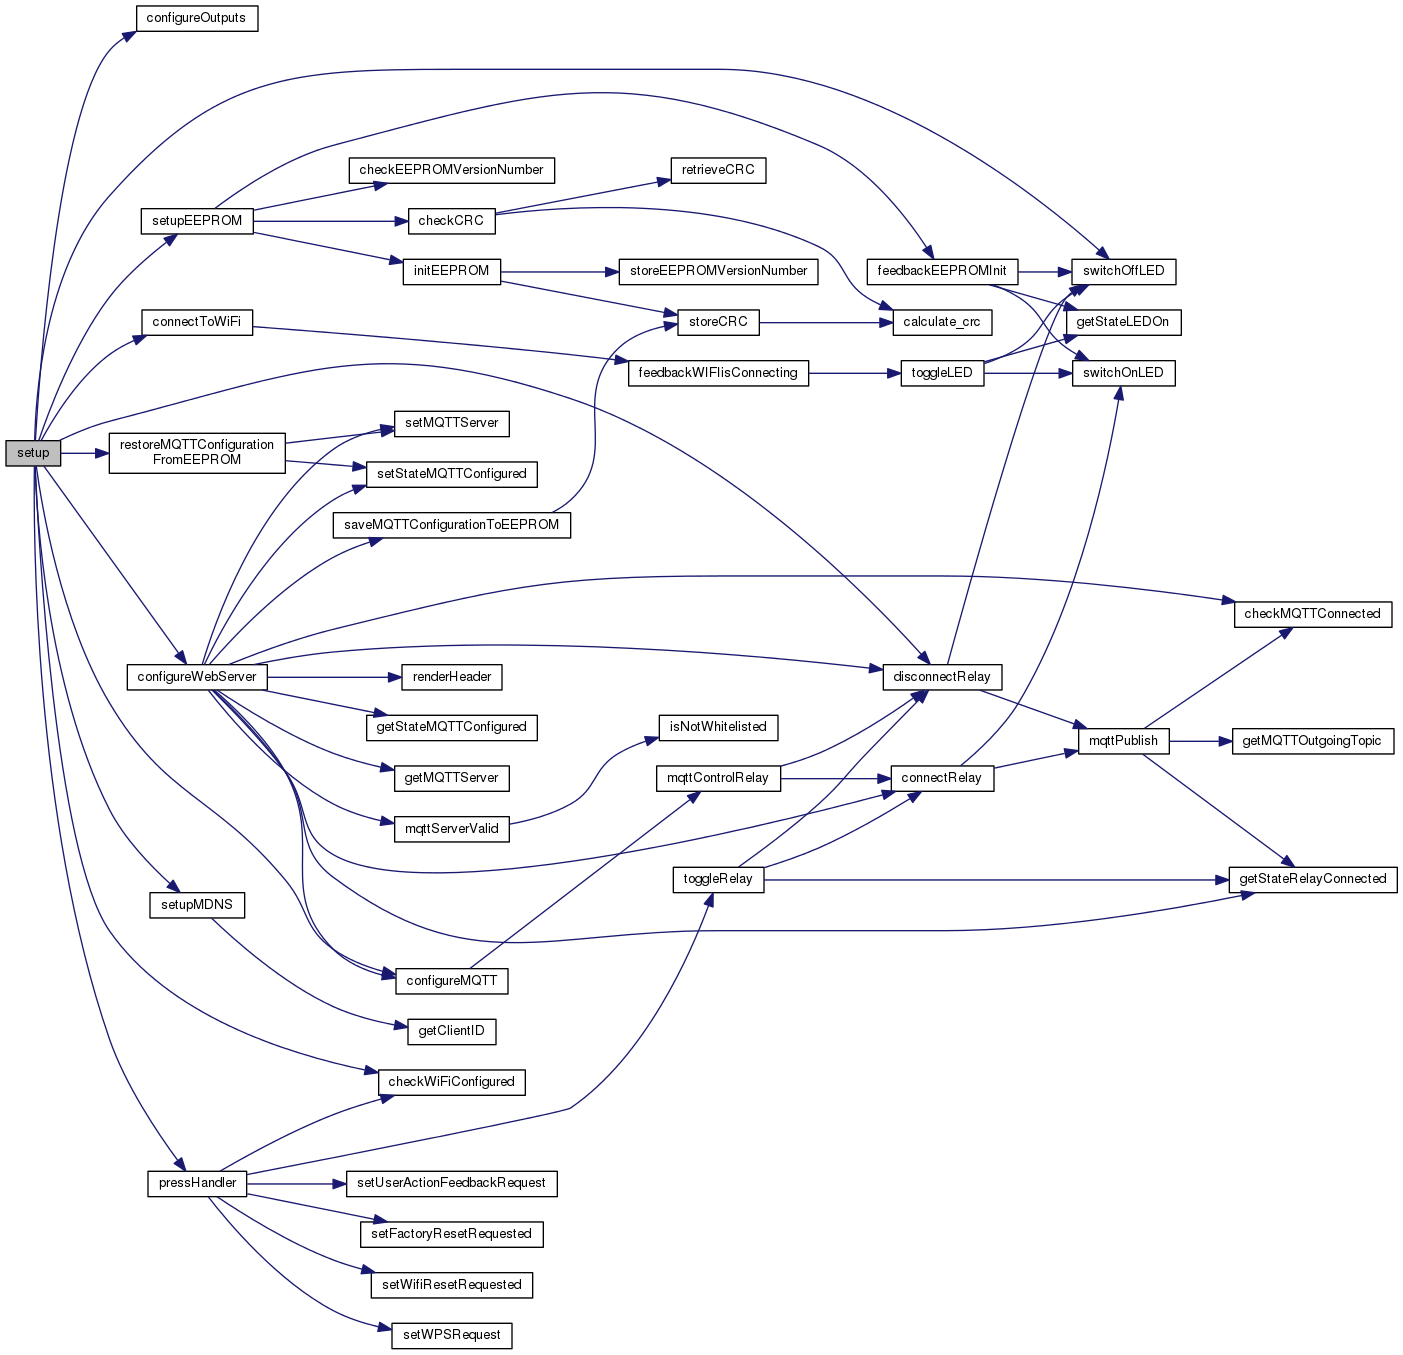 configureOutputs
checkEEPROMVersionNumber
retrieveCRC
setupEEPROM
checkCRC
initEEPROM
storeEEPROMVersionNumber
feedbackEEPROMInit
switchOffLED
connectToWiFi
storeCRC
calculate_crc
getStateLEDOn
feedbackWIFIisConnecting
toggleLED
switchOnLED
setMQTTServer
setup
restoreMQTTConfiguration
FromEEPROM
setStateMQTTConfigured
saveMQTTConfigurationToEEPROM
checkMQTTConnected
configureWebServer
renderHeader
disconnectRelay
getStateMQTTConfigured
isNotWhitelisted
mqttPublish
getMQTTOutgoingTopic
getMQTTServer
mqttControlRelay
connectRelay
mqttServerValid
toggleRelay
getStateRelayConnected
setupMDNS
configureMQTT
getClientID
checkWiFiConfigured
pressHandler
setUserActionFeedbackRequest
setFactoryResetRequested
setWifiResetRequested
setWPSRequest